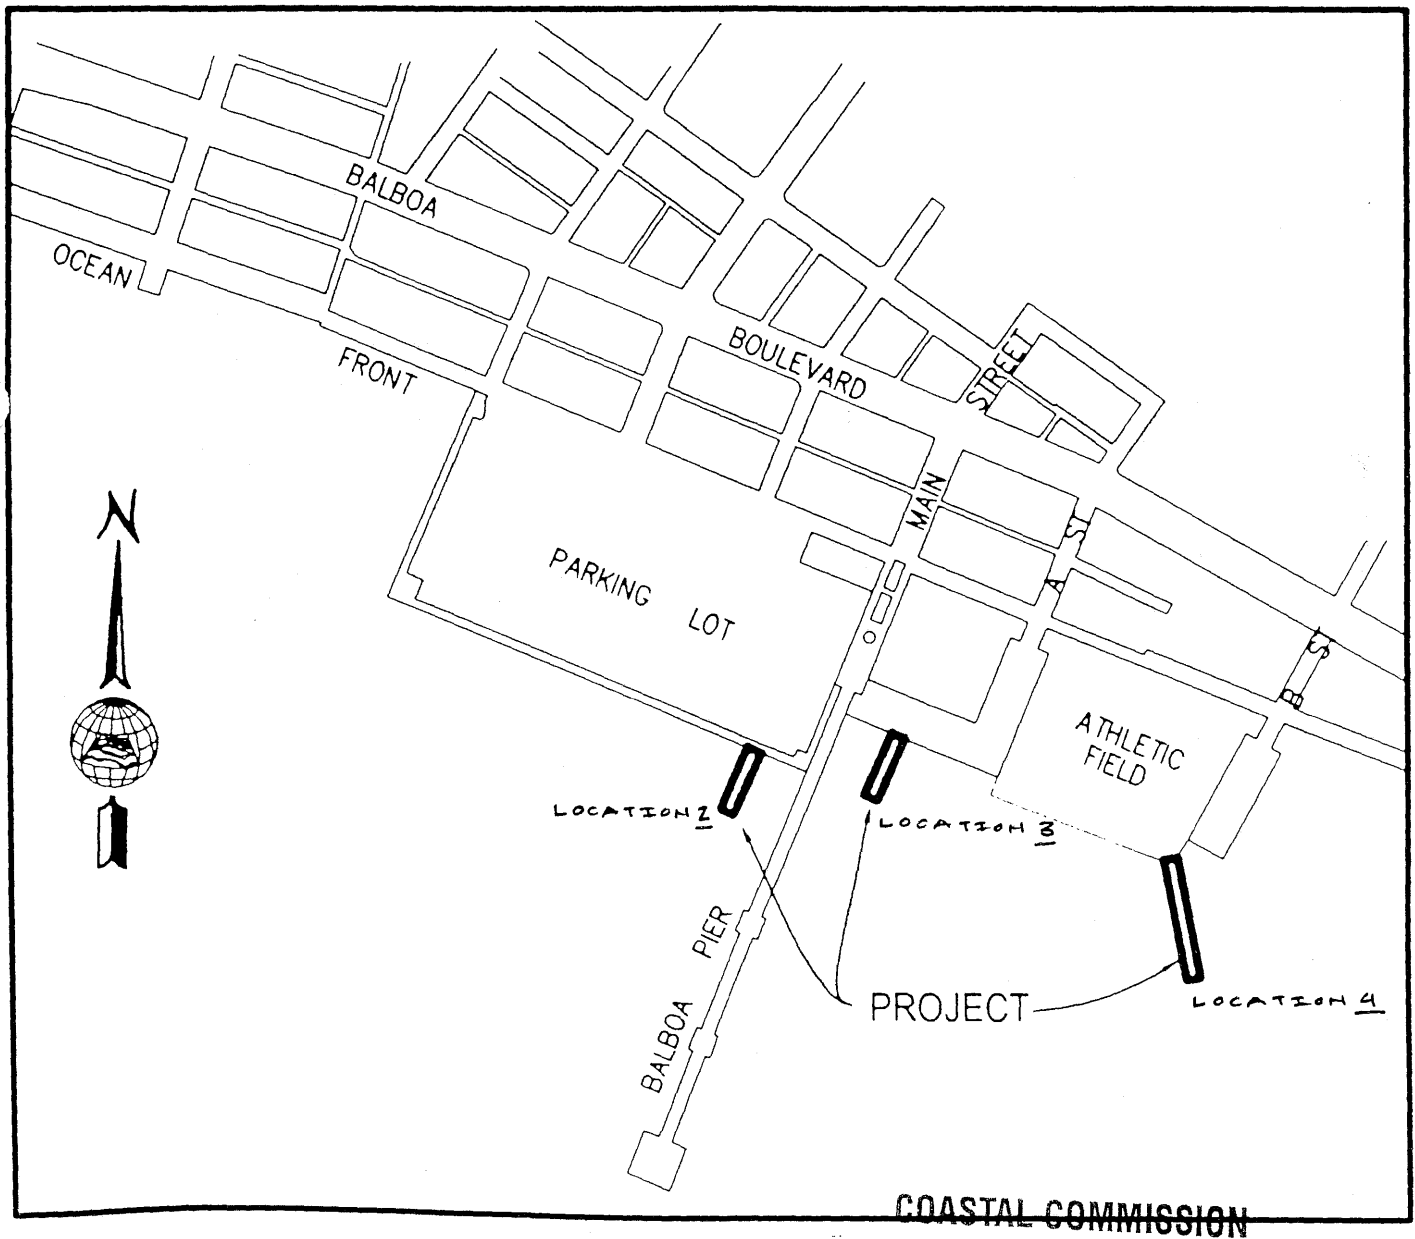 BALBOA
OCEAN
BOULEVARD
STREET
FRONT
N
MAIN
ST
A
PARKING LOT
ST
B
ATHLETIC
FIELD
LOCATION 2
LOCATION 3
PIER
BALBOA
PROJECT
LOCATION 4
COASTAL COMMISSION